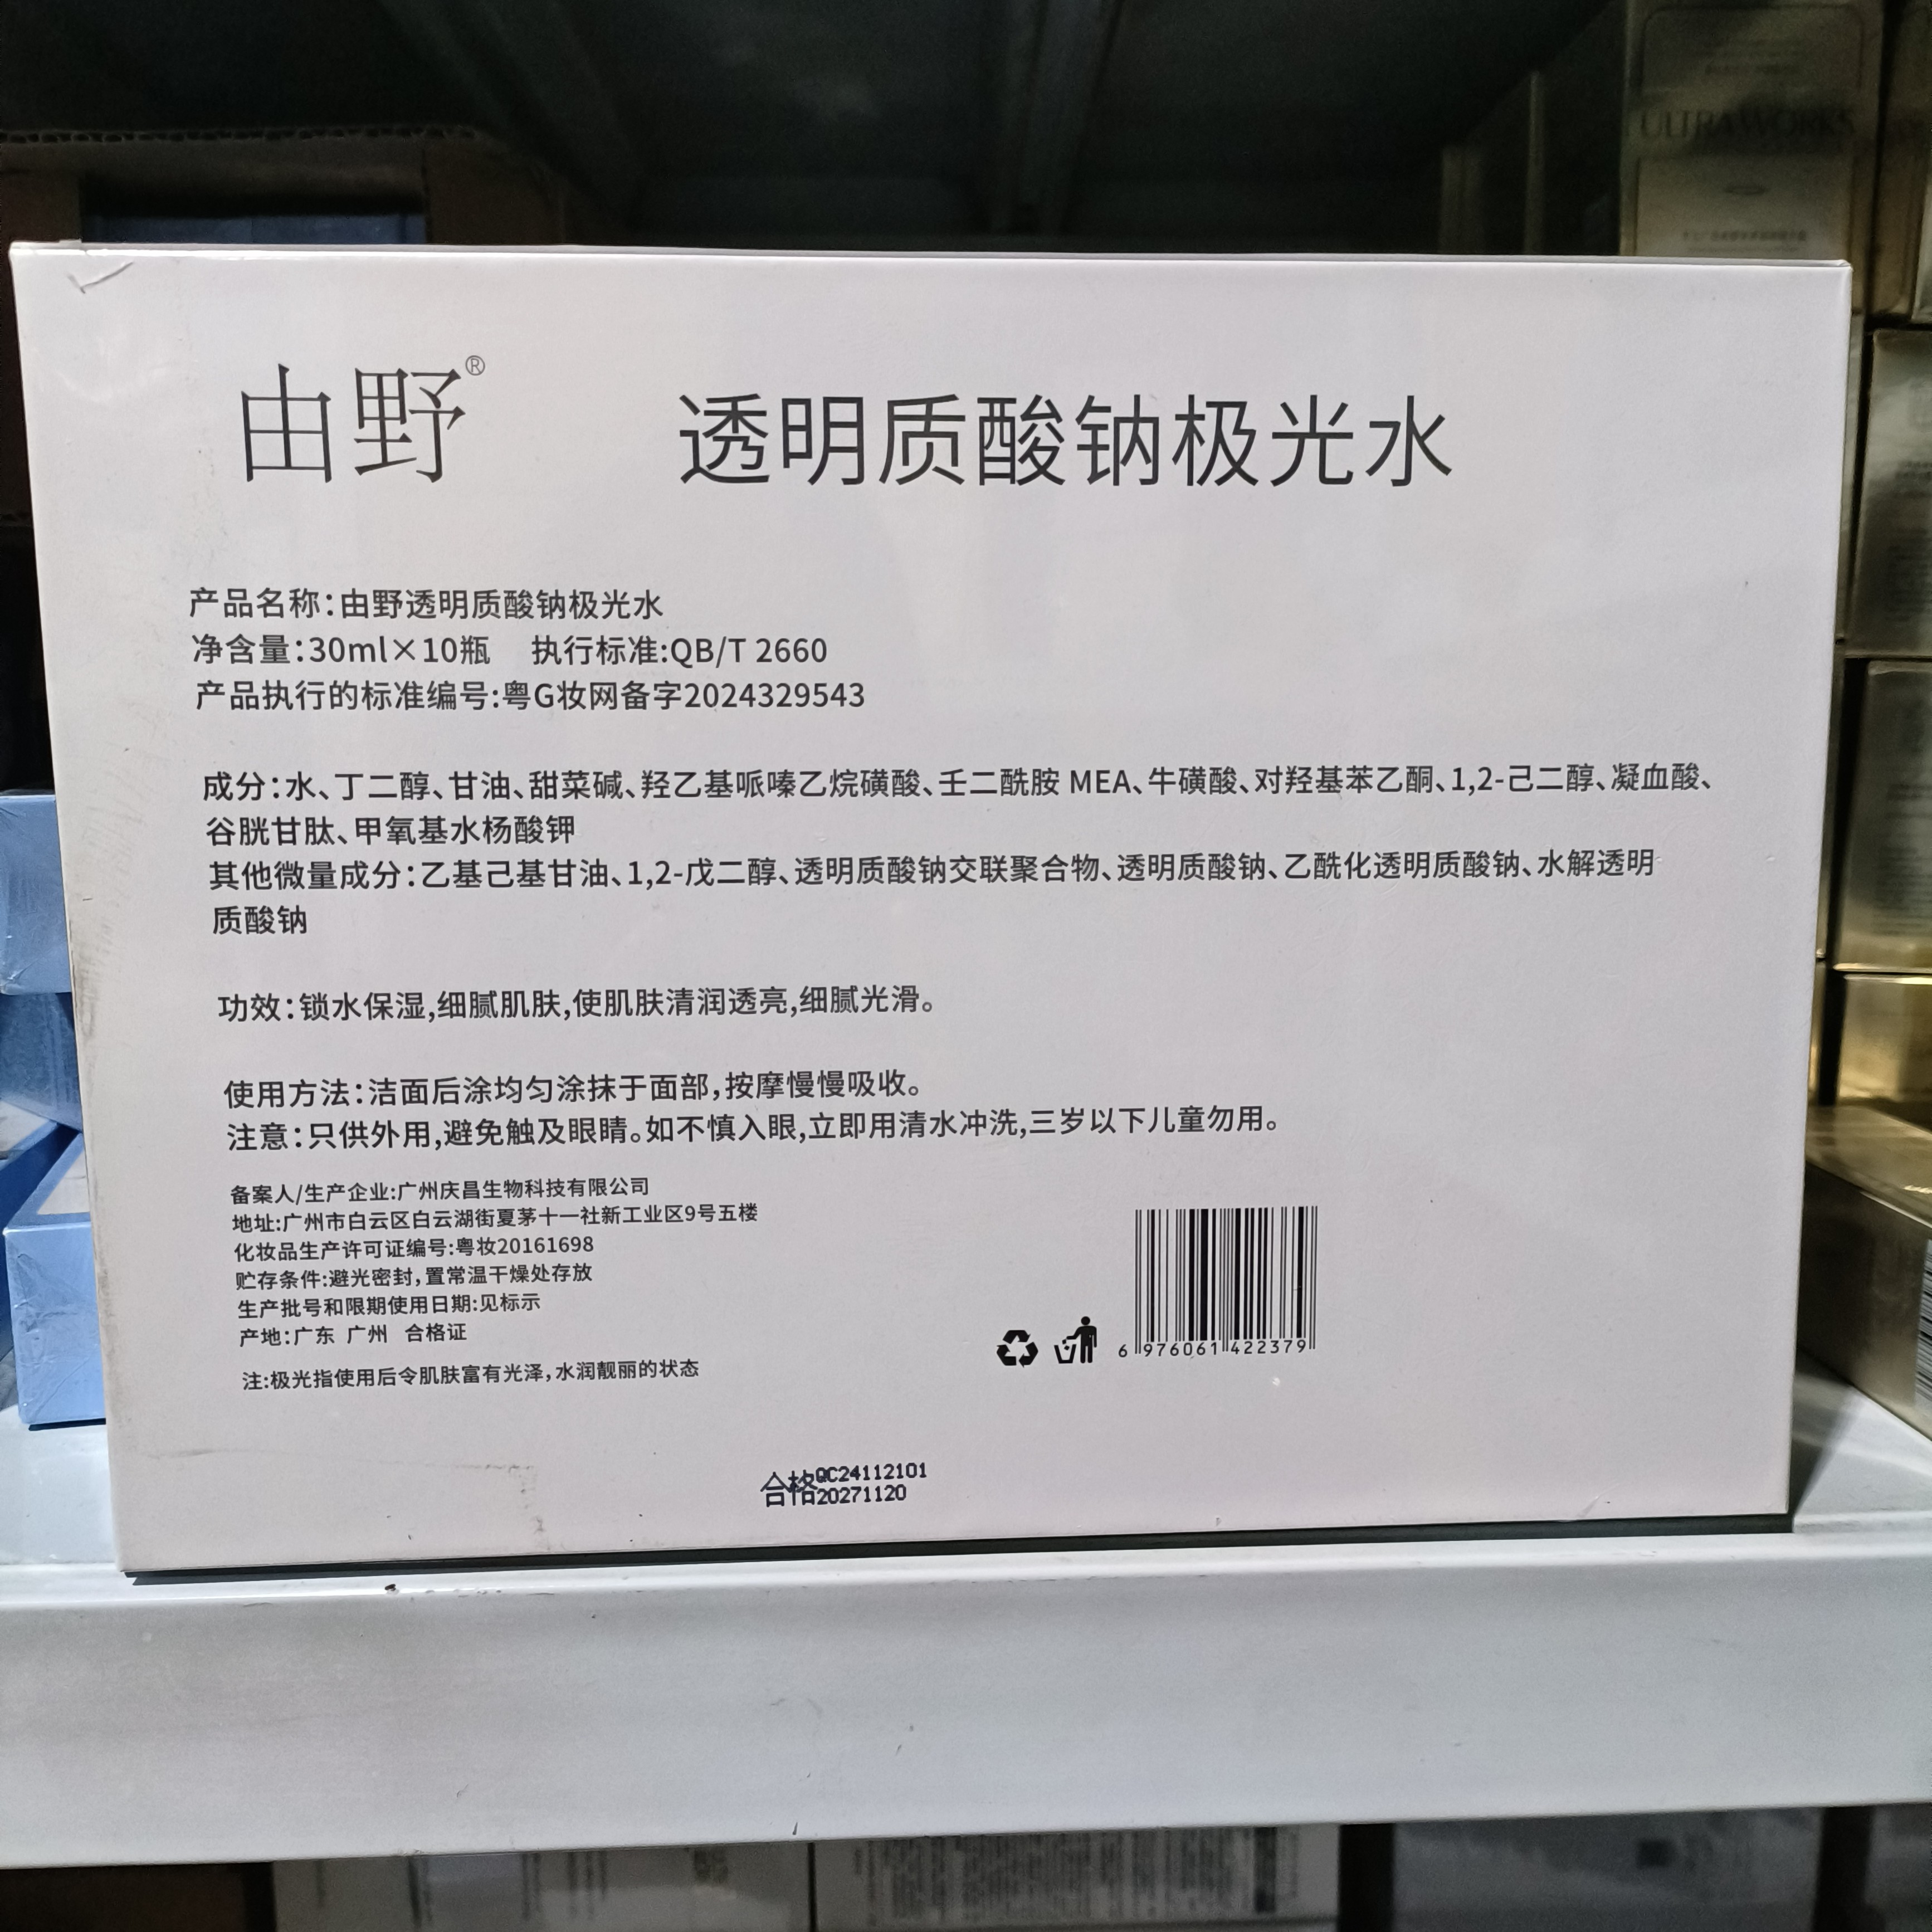 ULTRAWORKS
由野® 透明质酸钠极光水
产品名称:由野透明质酸钠极光水
净含量:30ml×10瓶 执行标准:QB/T 2660
产品执行的标准编号:粤G妆网备字2024329543
成分:水、丁二醇、甘油、甜菜碱、羟乙基哌嗪乙烷磺酸、壬二酰胺 MEA、牛磺酸、对羟基苯乙酮、1,2-己二醇、凝血酸、
谷胱甘肽、甲氧基水杨酸钾
其他微量成分:乙基己基甘油、1,2-戊二醇、透明质酸钠交联聚合物、透明质酸钠、乙酰化透明质酸钠、水解透明
质酸钠
功效:锁水保湿,细腻肌肤,使肌肤清润透亮,细腻光滑。
使用方法:洁面后涂均匀涂抹于面部,按摩慢慢吸收。
注意:只供外用,避免触及眼睛。如不慎入眼,立即用清水冲洗,三岁以下儿童勿用。
备案人/生产企业:广州庆昌生物科技有限公司
地址:广州市白云区白云湖街夏茅十一社新工业区9号五楼
化妆品生产许可证编号:粤妆20161698
贮存条件:避光密封,置常温干燥处存放
生产批号和限期使用日期:见标示
产地:广东 广州 合格证
注:极光指使用后令肌肤富有光泽,水润靓丽的状态
6 976061 422379
合格QC24112101
20271120